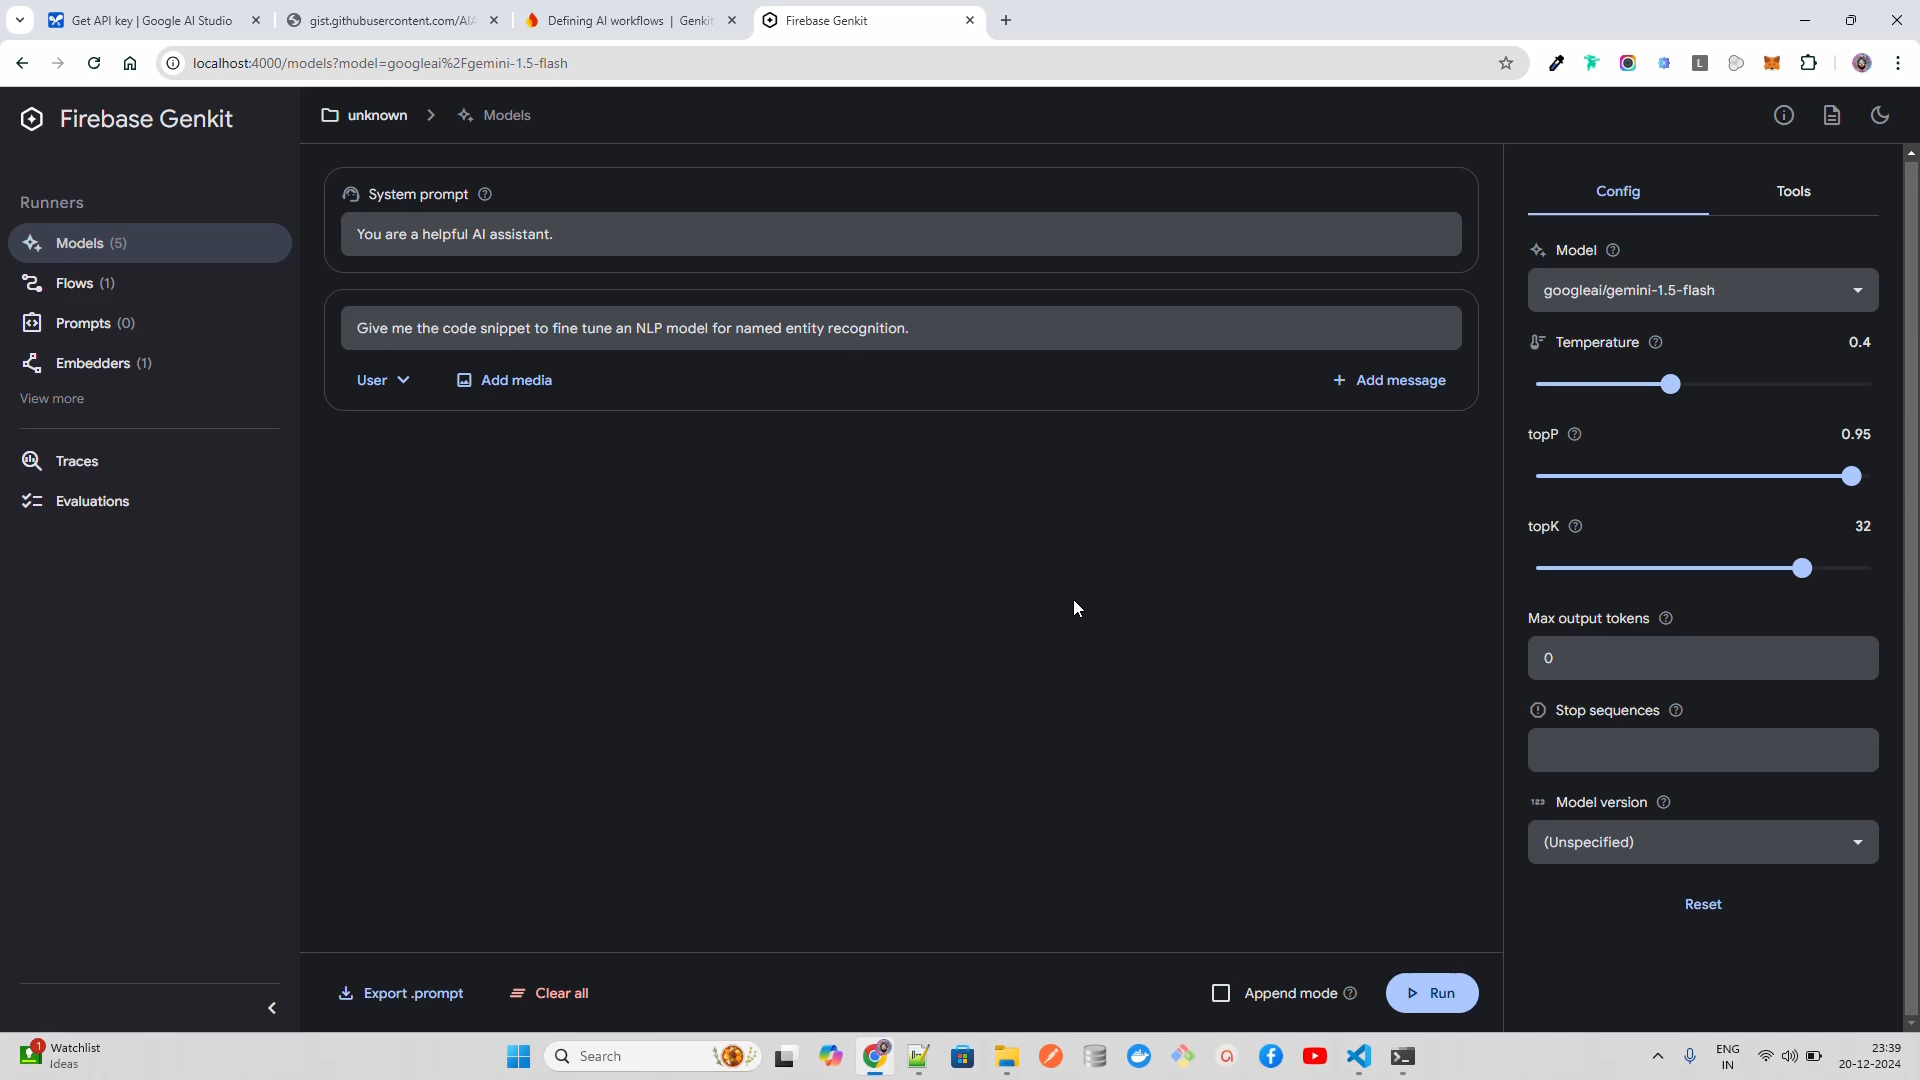 Get API key | Google AI Studio
gist.githubusercontent.com/AIA
Defining AI workflows | Genkit
Firebase Genkit
localhost:4000/models?model=googleai%2Fgemini-1.5-flash
Firebase Genkit
unknown
Models
Runners
Models (5)
Flows (1)
Prompts (0)
Embedders (1)
View more
Traces
Evaluations
System prompt
You are a helpful AI assistant.
Give me the code snippet to fine tune an NLP model for named entity recognition.
User
Add media
Add message
Config
Tools
Model
googleai/gemini-1.5-flash
Temperature
0.4
topP
0.95
topK
32
Max output tokens
0
Stop sequences
123 Model version
(Unspecified)
Reset
Export .prompt
Clear all
Append mode
Run
1
Watchlist
Ideas
Search
ENG
IN
23:39
20-12-2024